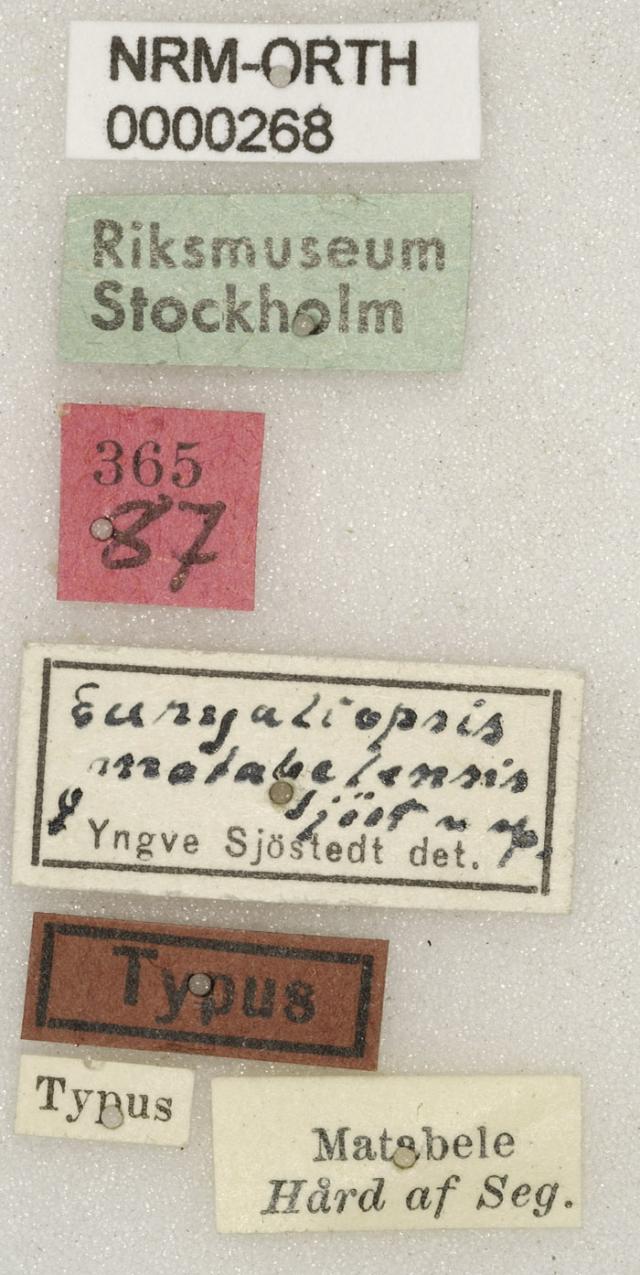 NRM-ORTH
0000268
Riksmuseum
Stockholm
365
87
Euryaliopsis
matabelensis
♀ Sjöst n. sp.
Yngve Sjöstedt det.
Typus
Typus
Matabele
Hård af Seg.